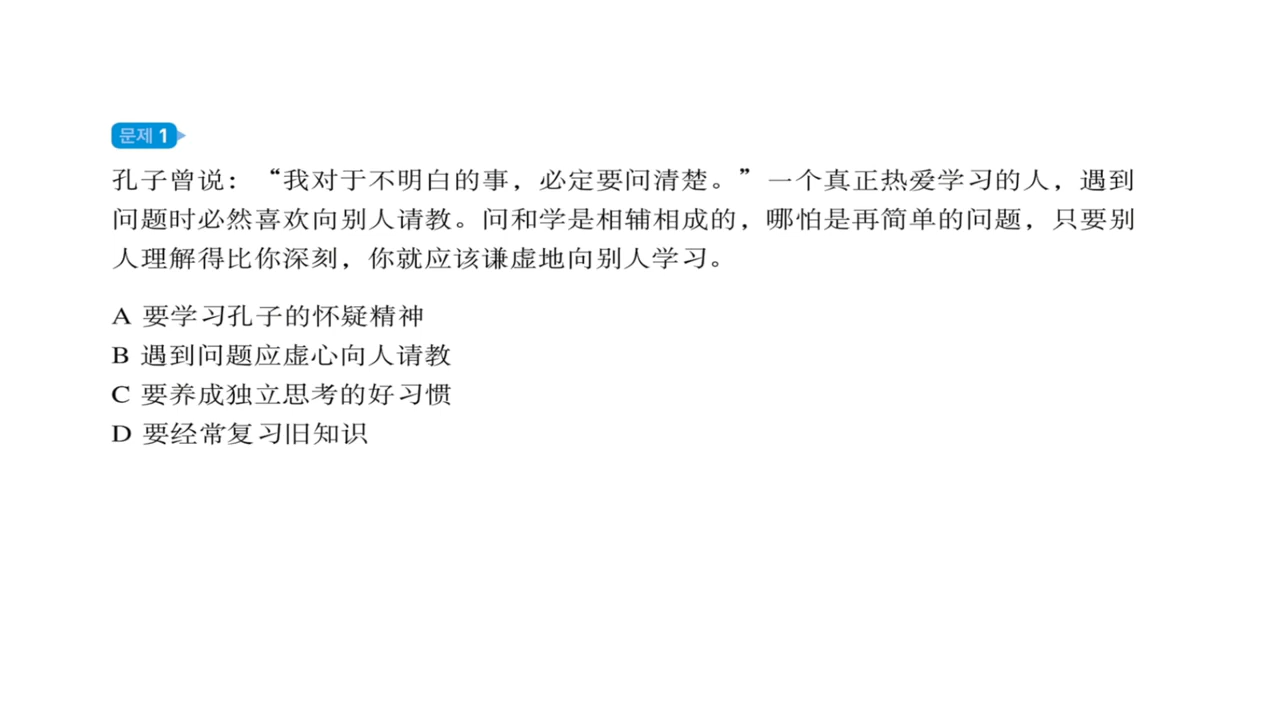 문제 1
孔子曾说：“我对于不明白的事，必定要问清楚。”一个真正热爱学习的人，遇到
问题时必然喜欢向别人请教。问和学是相辅相成的，哪怕是再简单的问题，只要别
人理解得比你深刻，你就应该谦虚地向别人学习。
A 要学习孔子的怀疑精神
B 遇到问题应虚心向人请教
C 要养成独立思考的好习惯
D 要经常复习旧知识